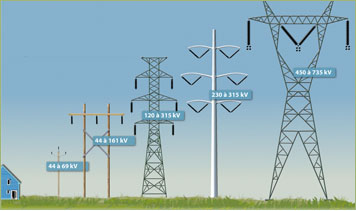 44 à 69 kV
44 à 161 kV
120 à 315 kV
230 à 315 kV
450 à 735 kV